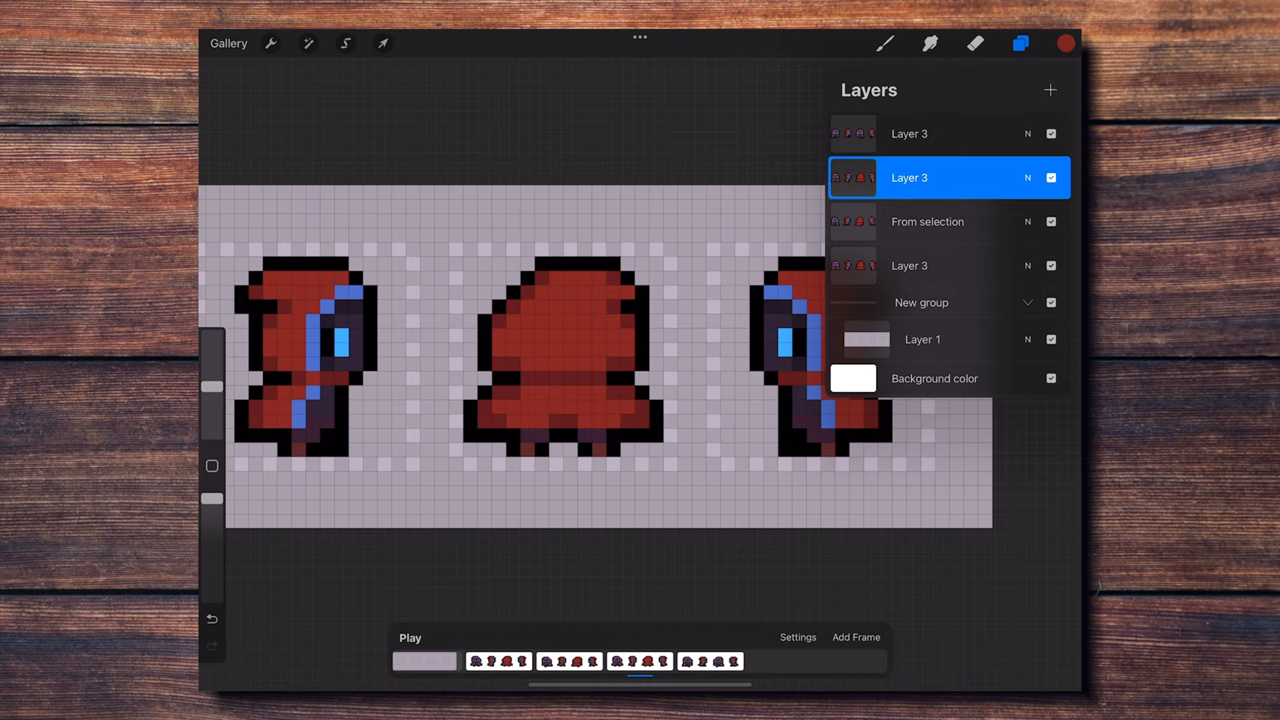 Gallery
Layers
Layer 3 N
Layer 3 N
From selection N
Layer 3 N
New group
Layer 1 N
Background color
Play Settings Add Frame